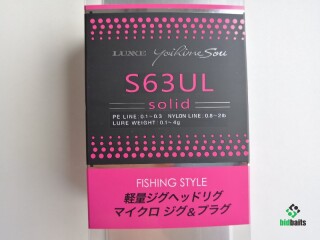 LUXXE Yoihime Sou
S63UL
solid
PE LINE:0.1-0.3 NYLON LINE:0.8-2lb
LURE WEIGHT:0.1-4g
FISHING STYLE
軽量ジグヘッドリグ
マイクロ ジグ&プラグ
bidbaits